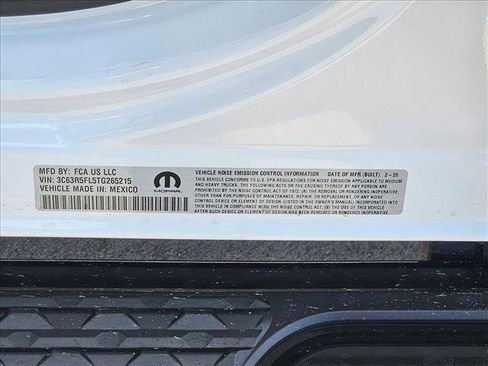 MFD BY: FCA US LLC
VIN: 3C63R5FL5TG265215
VEHICLE MADE IN: MEXICO
MOPAR
VEHICLE NOISE EMISSION CONTROL INFORMATION DATE OF MFR (BUILT):
THIS VEHICLE CONFORMS TO U.S. EPA REGULATIONS FOR NOISE EMISSION APPLICABLE TO MEDIUM
AND HEAVY TRUCKS. THE FOLLOWING ACTS OR THE CAUSING THEREOF BY ANY PERSON
ARE PROHIBITED BY THE NOISE CONTROL ACT OF 1972 (A) THE REMOVAL OR RENDERING INOPERATIVE,
OTHER THAN FOR PURPOSES OF MAINTENANCE, REPAIR, OR REPLACEMENT, OF ANY NOISE CONTROL
DEVICE OR ELEMENT OF DESIGN (LISTED IN THE OWNER'S MANUAL) INCORPORATED INTO
THIS VEHICLE IN COMPLIANCE WITH THE NOISE CONTROL ACT, (B) THE USE OF THIS VEHICLE AFTER
SUCH DEVICE OR ELEMENT OF DESIGN HAS BEEN REMOVED OR RENDERED INOPERATIVE.